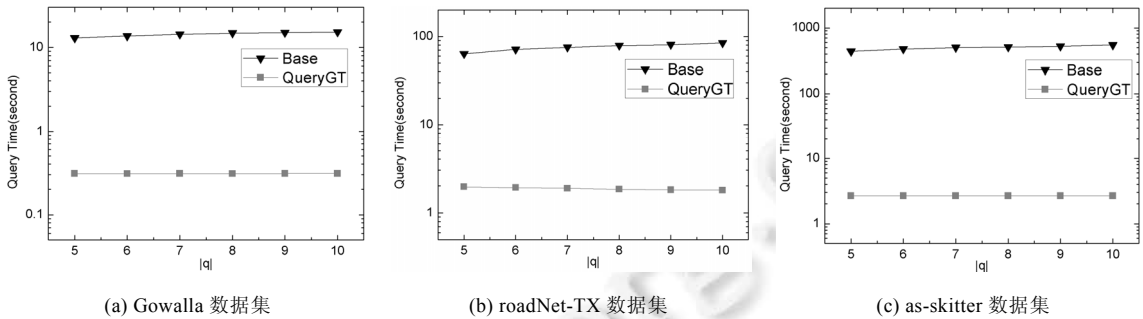 10
1
0.1
Query Time(second)
Base
QueryGT
5 6 7 8 9 10
|q|
(a) Gowalla 数据集
100
10
1
Query Time(second)
Base
QueryGT
5 6 7 8 9 10
|q|
(b) roadNet-TX 数据集
1000
100
10
1
Query Time(second)
Base
QueryGT
5 6 7 8 9 10
|q|
(c) as-skitter 数据集